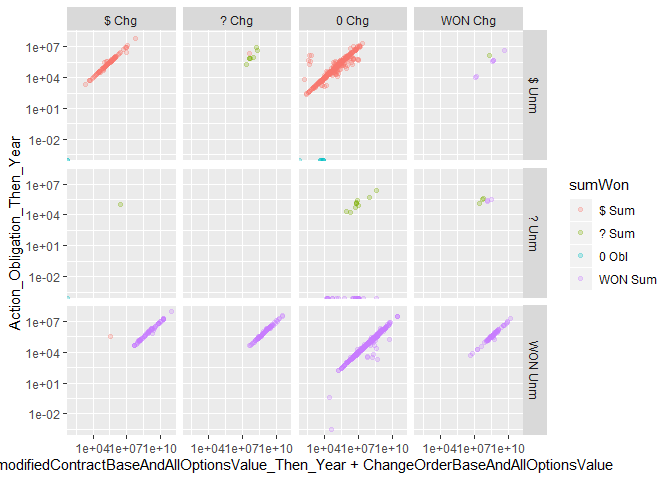 $ Chg
? Chg
0 Chg
WON Chg
1e+07
1e+04
1e+01
1e-02
$ Unm
1e+07
1e+04
1e+01
1e-02
? Unm
1e+07
1e+04
1e+01
1e-02
WON Unm
Action_Obligation_Then_Year
1e+041e+071e+10
1e+041e+071e+10
1e+041e+071e+10
1e+041e+071e+10
modifiedContractBaseAndAllOptionsValue_Then_Year + ChangeOrderBaseAndAllOptionsValue
sumWon
$ Sum
? Sum
0 Obl
WON Sum